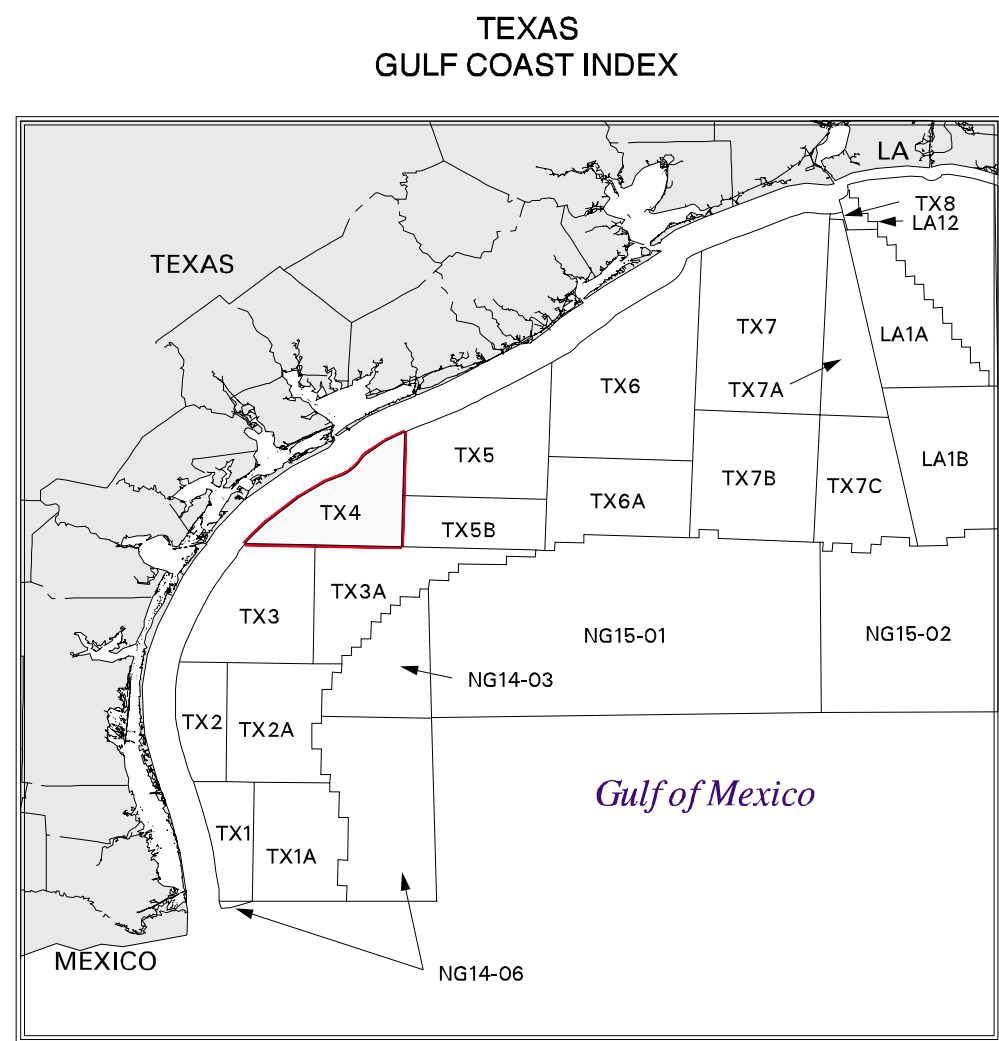 TEXAS
GULF COAST INDEX
LA
TX8
LA12
TEXAS
TX7
LA1A
TX6
TX7A
TX5
LA1B
TX7B
TX7C
TX6A
TX4
TX5B
TX3A
TX3
NG15-01
NG15-02
NG14-03
TX2
TX2A
Gulf of Mexico
TX1
TX1A
MEXICO
NG14-06